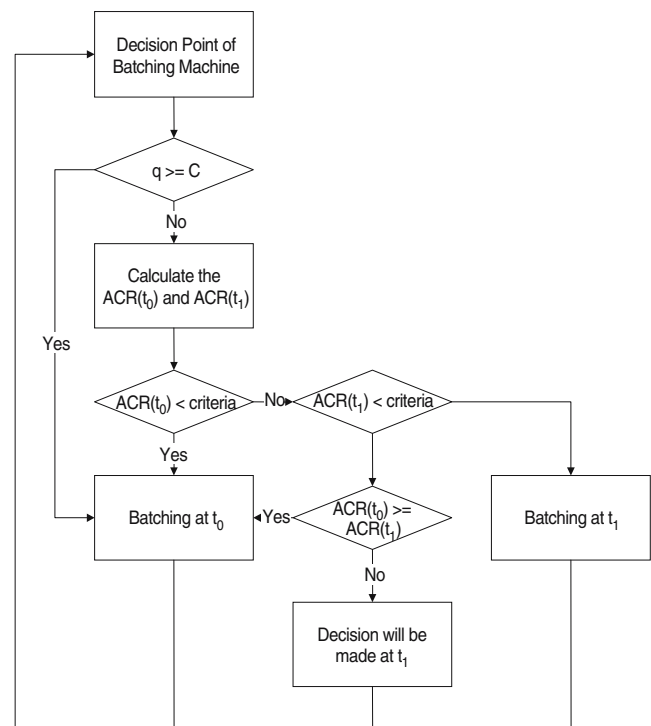 Decision Point of
Batching Machine
q >= C
No
Calculate the
ACR(t₀) and ACR(t₁)
Yes
ACR(t₀) < criteria
No
ACR(t₁) < criteria
Yes
Batching at t₀
Yes
ACR(t₀) >=
ACR(t₁)
Batching at t₁
No
Decision will be
made at t₁